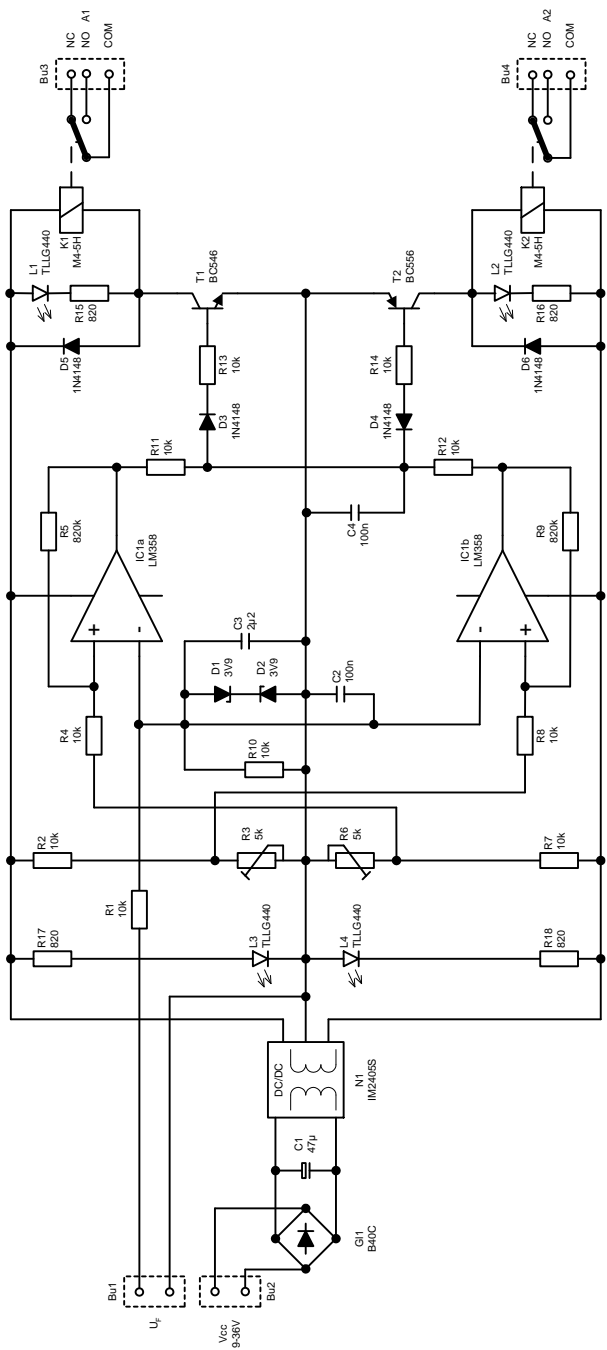 Bu3
NC
NO
A1
COM
Bu4
NC
NO
A2
COM
K1
M4-5H
K2
M4-5H
L1
TLLG440
R15
820
D5
1N4148
T1
BC546
T2
BC556
L2
TLLG440
R16
820
D6
1N4148
R13
10k
R14
10k
D3
1N4148
D4
1N4148
R11
10k
R12
10k
R5
820k
IC1a
LM358
C4
100n
IC1b
LM358
R9
820k
+
-
C3
2µ2
D1
3V9
D2
3V9
C2
100n
-
+
R4
10k
R10
10k
R8
10k
R2
10k
R3
5k
R6
5k
R7
10k
R1
10k
R17
820
L3
TLLG440
L4
TLLG440
R18
820
DC/DC
N1
IM2405S
C1
47µ
Gl1
B40C
Bu1
UF
Bu2
Vcc
9-36V